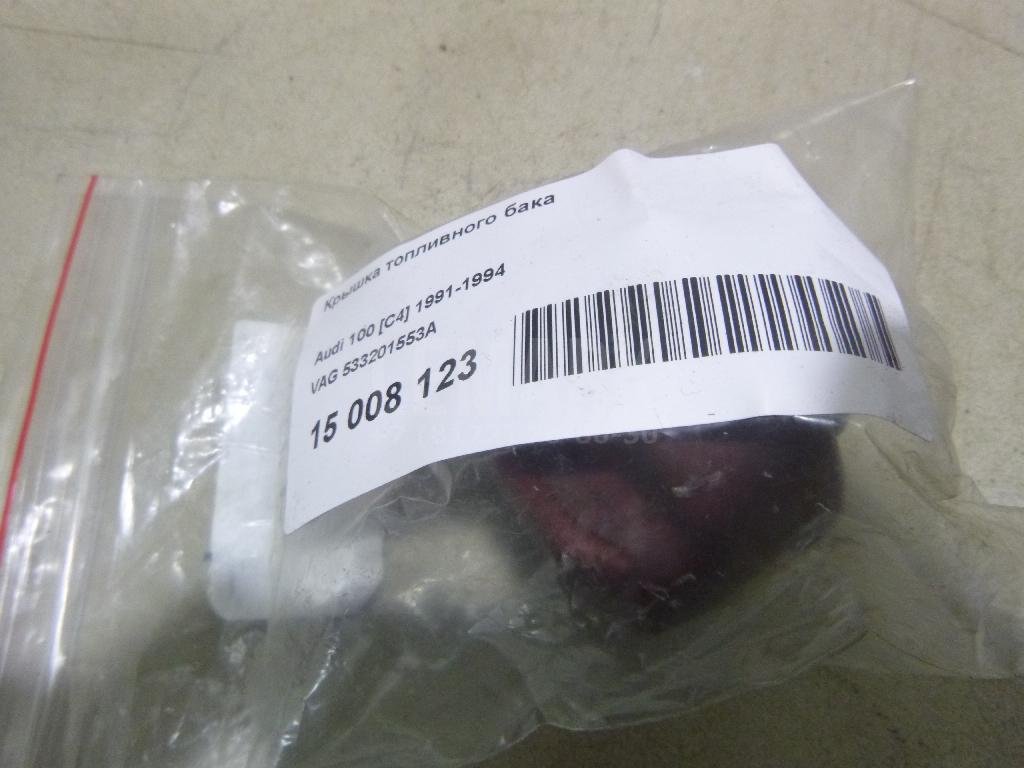 Крышка топливного бака
Audi 100 [C4] 1991-1994
VAG 533201553A
15 008 123